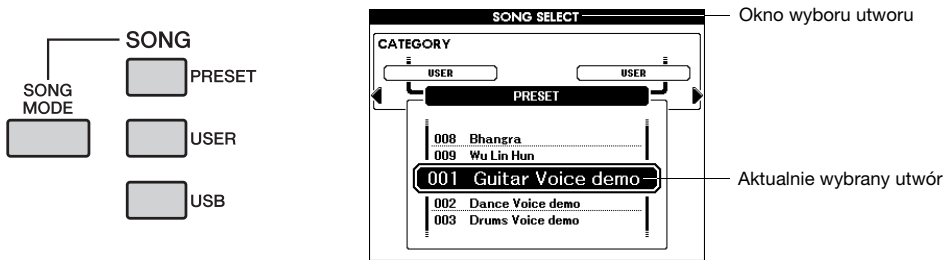 SONG
PRESET
SONG
MODE
USER
USB
SONG SELECT
Okno wyboru utworu
CATEGORY
USER
USER
PRESET
008 Bhangra
009 Wu Lin Hun
001 Guitar Voice demo
Aktualnie wybrany utwór
002 Dance Voice demo
003 Drums Voice demo